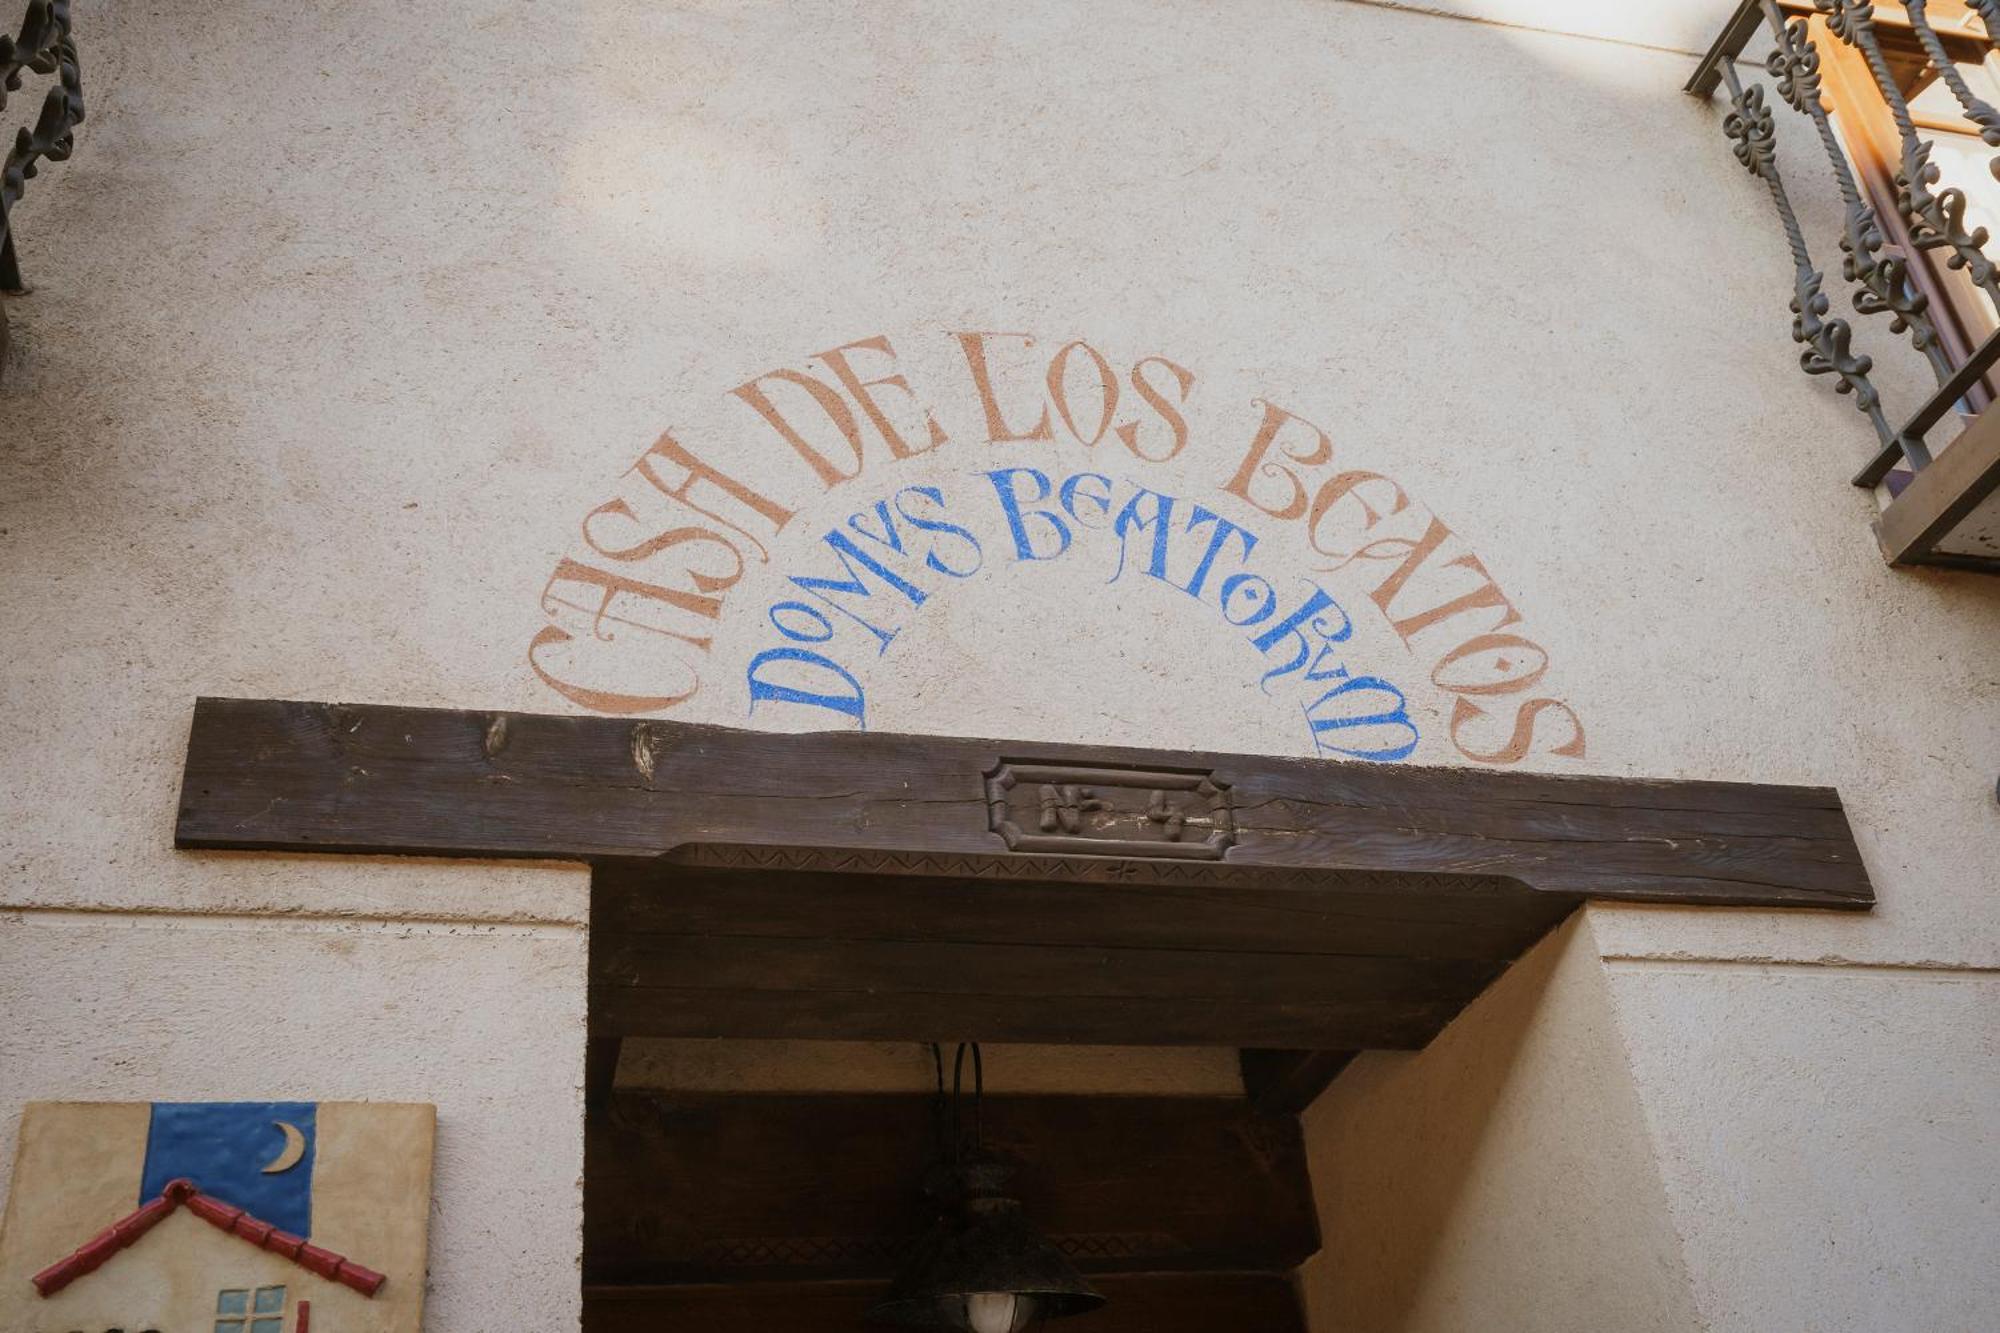 CASA DE LOS BEATOS
DOMVS BEATORVM
Nº 4